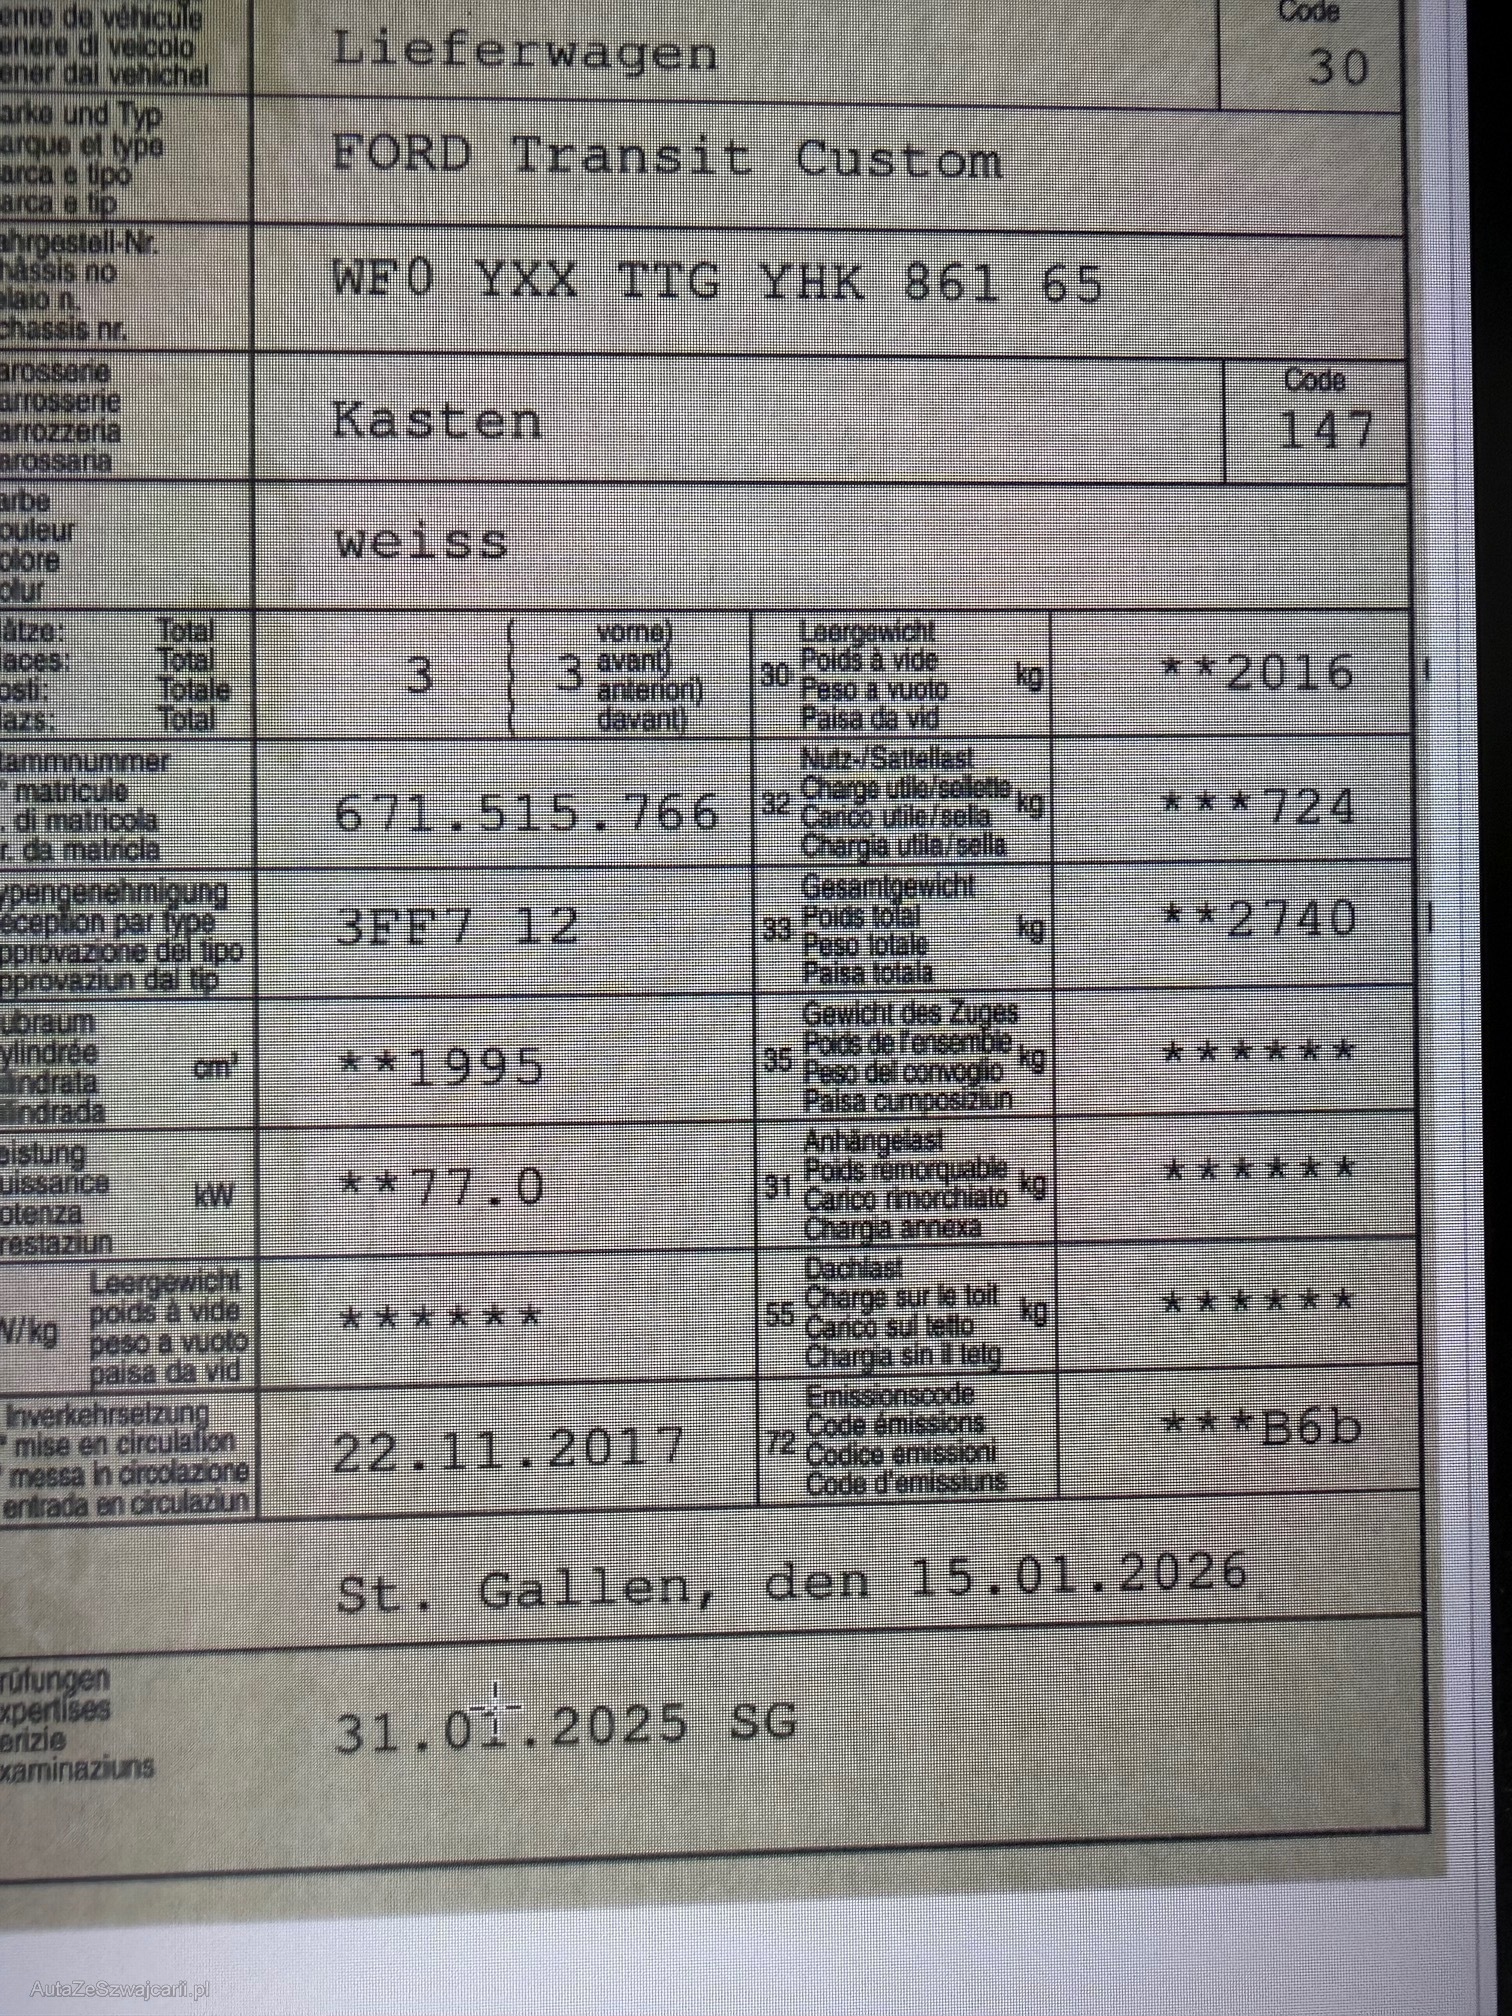 enre de véhicule
enere di veicolo
ener dal vehichel
Lieferwagen
Code
30
arke und Typ
arque et type
arca e tipo
arca e tip
FORD Transit Custom
ahrgestell-Nr.
hâssis no
elaio n.
chassis nr.
WF0 YXX TTG YHK 861 65
arosserie
arrosserie
arrozzeria
arossaria
Kasten
Code
147
arbe
ouleur
olore
olur
weiss
ätze: Total
laces: Total
osti: Totale
lazs: Total
3
3
vorne)
avant)
anteriori)
davant)
30
Leergewicht
Poids à vide
Peso a vuoto
Paisa da vid
kg
**2016
tammnummer
° matricule
. di matricola
r. da matricla
671.515.766
32
Nutz-/Sattellast
Charge utile/sellette
Carico utile/sella
Chargia utila/sella
kg
***724
ypengenehmigung
éception par type
pprovazione del tipo
pprovaziun dal tip
3FF7 12
33
Gesamtgewicht
Poids total
Peso totale
Paisa totala
kg
**2740
ubraum
ylindrée
ilindrata
ilindrada
cm³
**1995
35
Gewicht des Zuges
Poids de l'ensemble
Peso del convoglio
Paisa cumposiziun
kg
******
eistung
uissance
otenza
restaziun
kW
**77.0
31
Anhängelast
Poids remorquable
Carico rimorchiato
Chargia annexa
kg
******
W/kg
Leergewicht
poids à vide
peso a vuoto
paisa da vid
******
55
Dachlast
Charge sur le toit
Carico sul tetto
Chargia sin il tetg
kg
******
Inverkehrsetzung
° mise en circulation
messa in circolazione
entrada en circulaziun
22.11.2017
72
Emissionscode
Code émissions
Codice emissioni
Code d'emissiuns
***B6b
St. Gallen, den 15.01.2026
rüfungen
xpertises
erizie
xaminaziuns
31.01.2025 SG
AutaZeSzwajcarii.pl